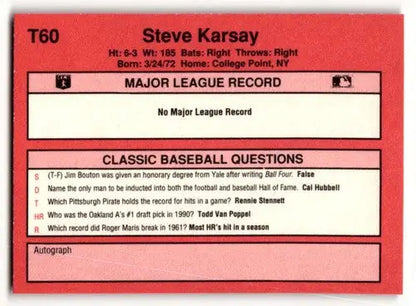 T60
Steve Karsay
Ht: 6-3 Wt: 185 Bats: Right Throws: Right
Born: 3/24/72 Home: College Point, NY
MAJOR LEAGUE RECORD
No Major League Record
CLASSIC BASEBALL QUESTIONS
S (T-F) Jim Bouton was given an honorary degree from Yale after writing Ball Four. False
D Name the only man to be inducted into both the football and baseball Hall of Fame. Cal Hubbell
T Which Pittsburgh Pirate holds the record for hits in a game? Rennie Stennett
HR Who was the Oakland A's #1 draft pick in 1990? Todd Van Poppel
R Which record did Roger Maris break in 1961? Most HR's hit in a season
Autograph